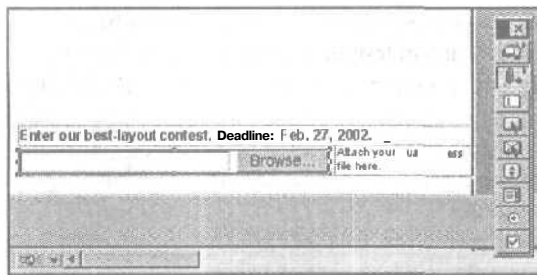 Enter our best-layout contest. Deadline: Feb. 27, 2002.
Browse...
Attach your
file here.